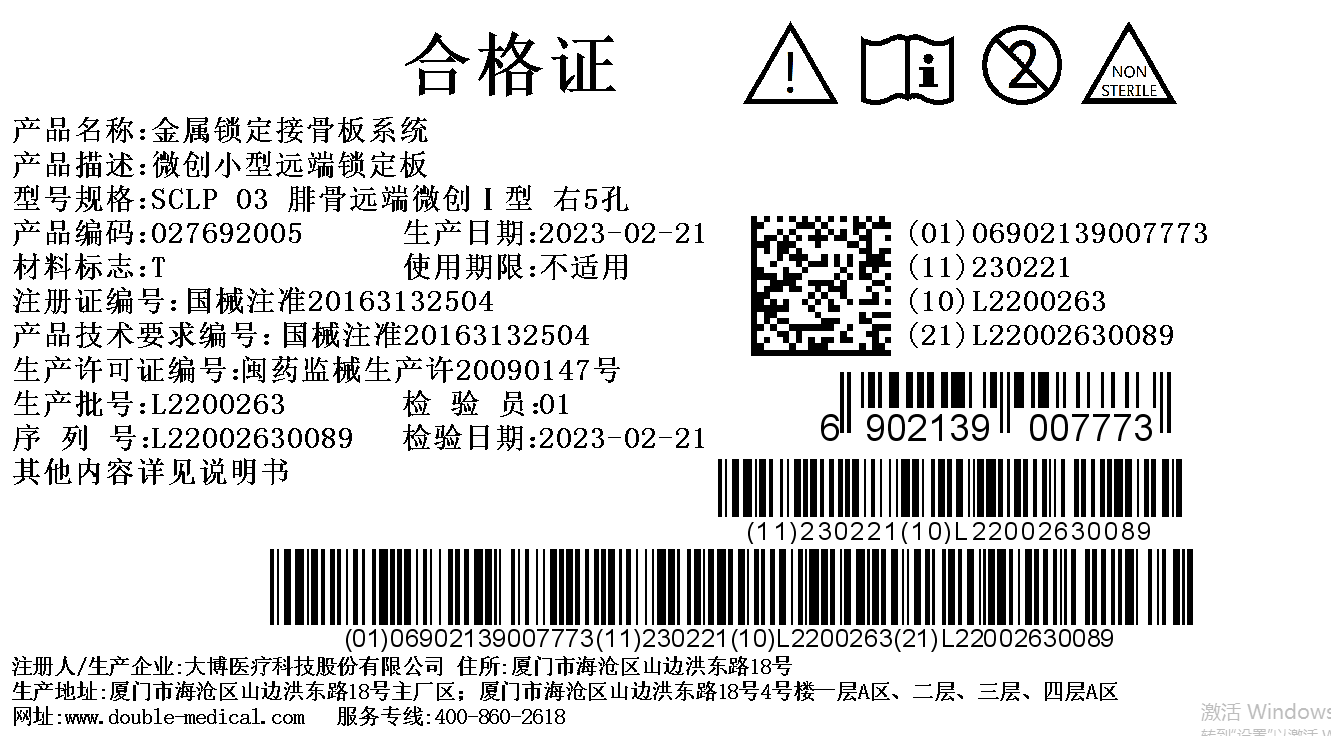 合格证
NON
STERILE
产品名称:金属锁定接骨板系统
产品描述:微创小型远端锁定板
型号规格:SCLP 03 腓骨远端微创Ⅰ型 右5孔
产品编码:027692005 生产日期:2023-02-21
材料标志:T 使用期限:不适用
注册证编号:国械注准20163132504
产品技术要求编号:国械注准20163132504
生产许可证编号:闽药监械生产许20090147号
生产批号:L2200263 检 验 员:01
序 列 号:L22002630089 检验日期:2023-02-21
其他内容详见说明书
(01)06902139007773
(11)230221
(10)L2200263
(21)L22002630089
6 902139 007773
(11)230221(10)L22002630089
(01)06902139007773(11)230221(10)L2200263(21)L22002630089
注册人/生产企业:大博医疗科技股份有限公司 住所:厦门市海沧区山边洪东路18号
生产地址:厦门市海沧区山边洪东路18号主厂区；厦门市海沧区山边洪东路18号4号楼一层A区、二层、三层、四层A区
网址:www.double-medical.com 服务专线:400-860-2618
激活 Windows